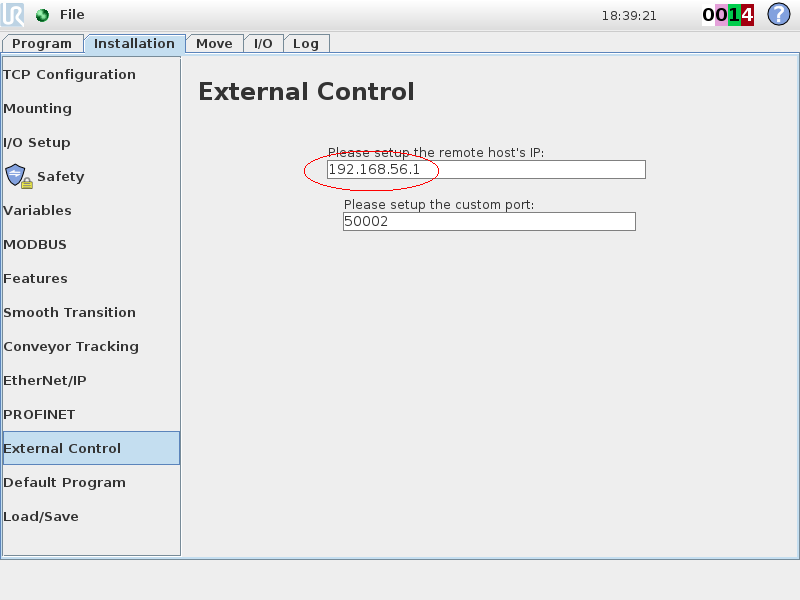 UR File 18:39:21 0014 ?
Program Installation Move I/O Log
TCP Configuration
Mounting
I/O Setup
Safety
Variables
MODBUS
Features
Smooth Transition
Conveyor Tracking
EtherNet/IP
PROFINET
External Control
Default Program
Load/Save
External Control
Please setup the remote host's IP:
192.168.56.1
Please setup the custom port:
50002